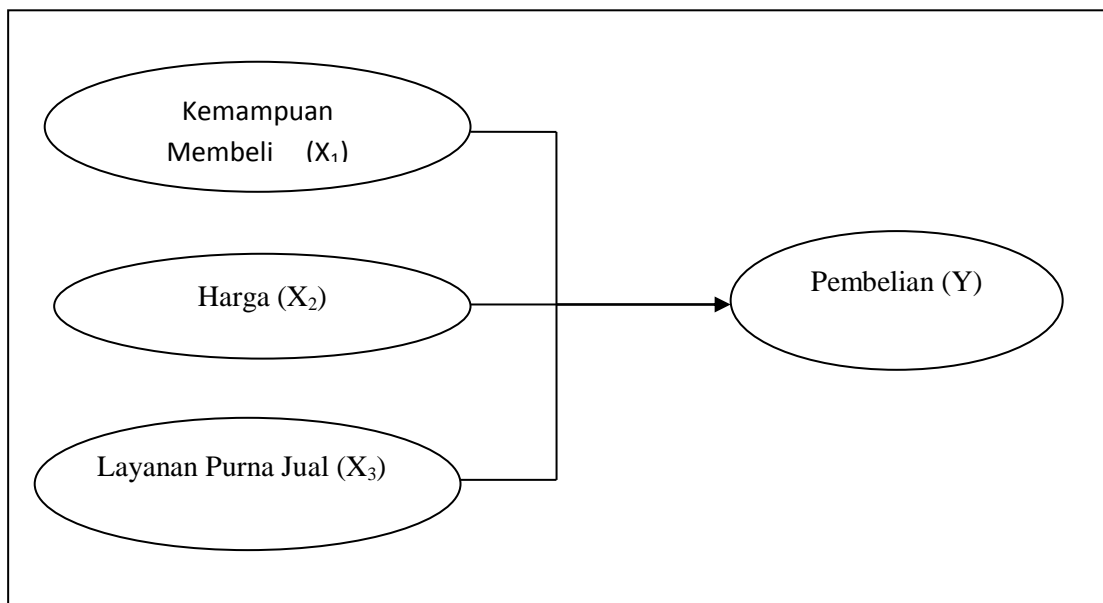 Kemampuan
Membeli (X₁)
Harga (X₂)
Pembelian (Y)
Layanan Purna Jual (X₃)